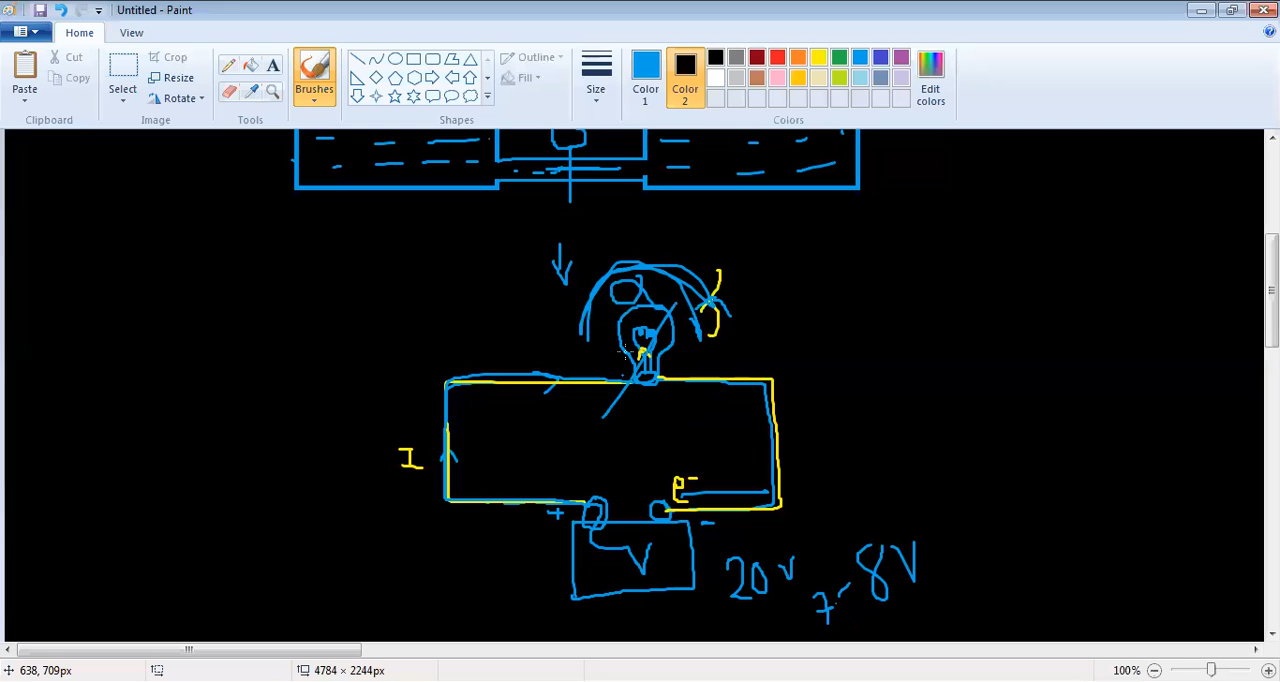 Untitled - Paint
Home View
Paste
Cut
Copy
Clipboard
Select
Crop
Resize
Rotate
Image
A
Tools
Brushes
Shapes
Outline
Fill
Size
Color 1
Color 2
Edit colors
Colors
I
e-
+
-
V
20 V
7-8V
638, 709px
4784 × 2244px
100%